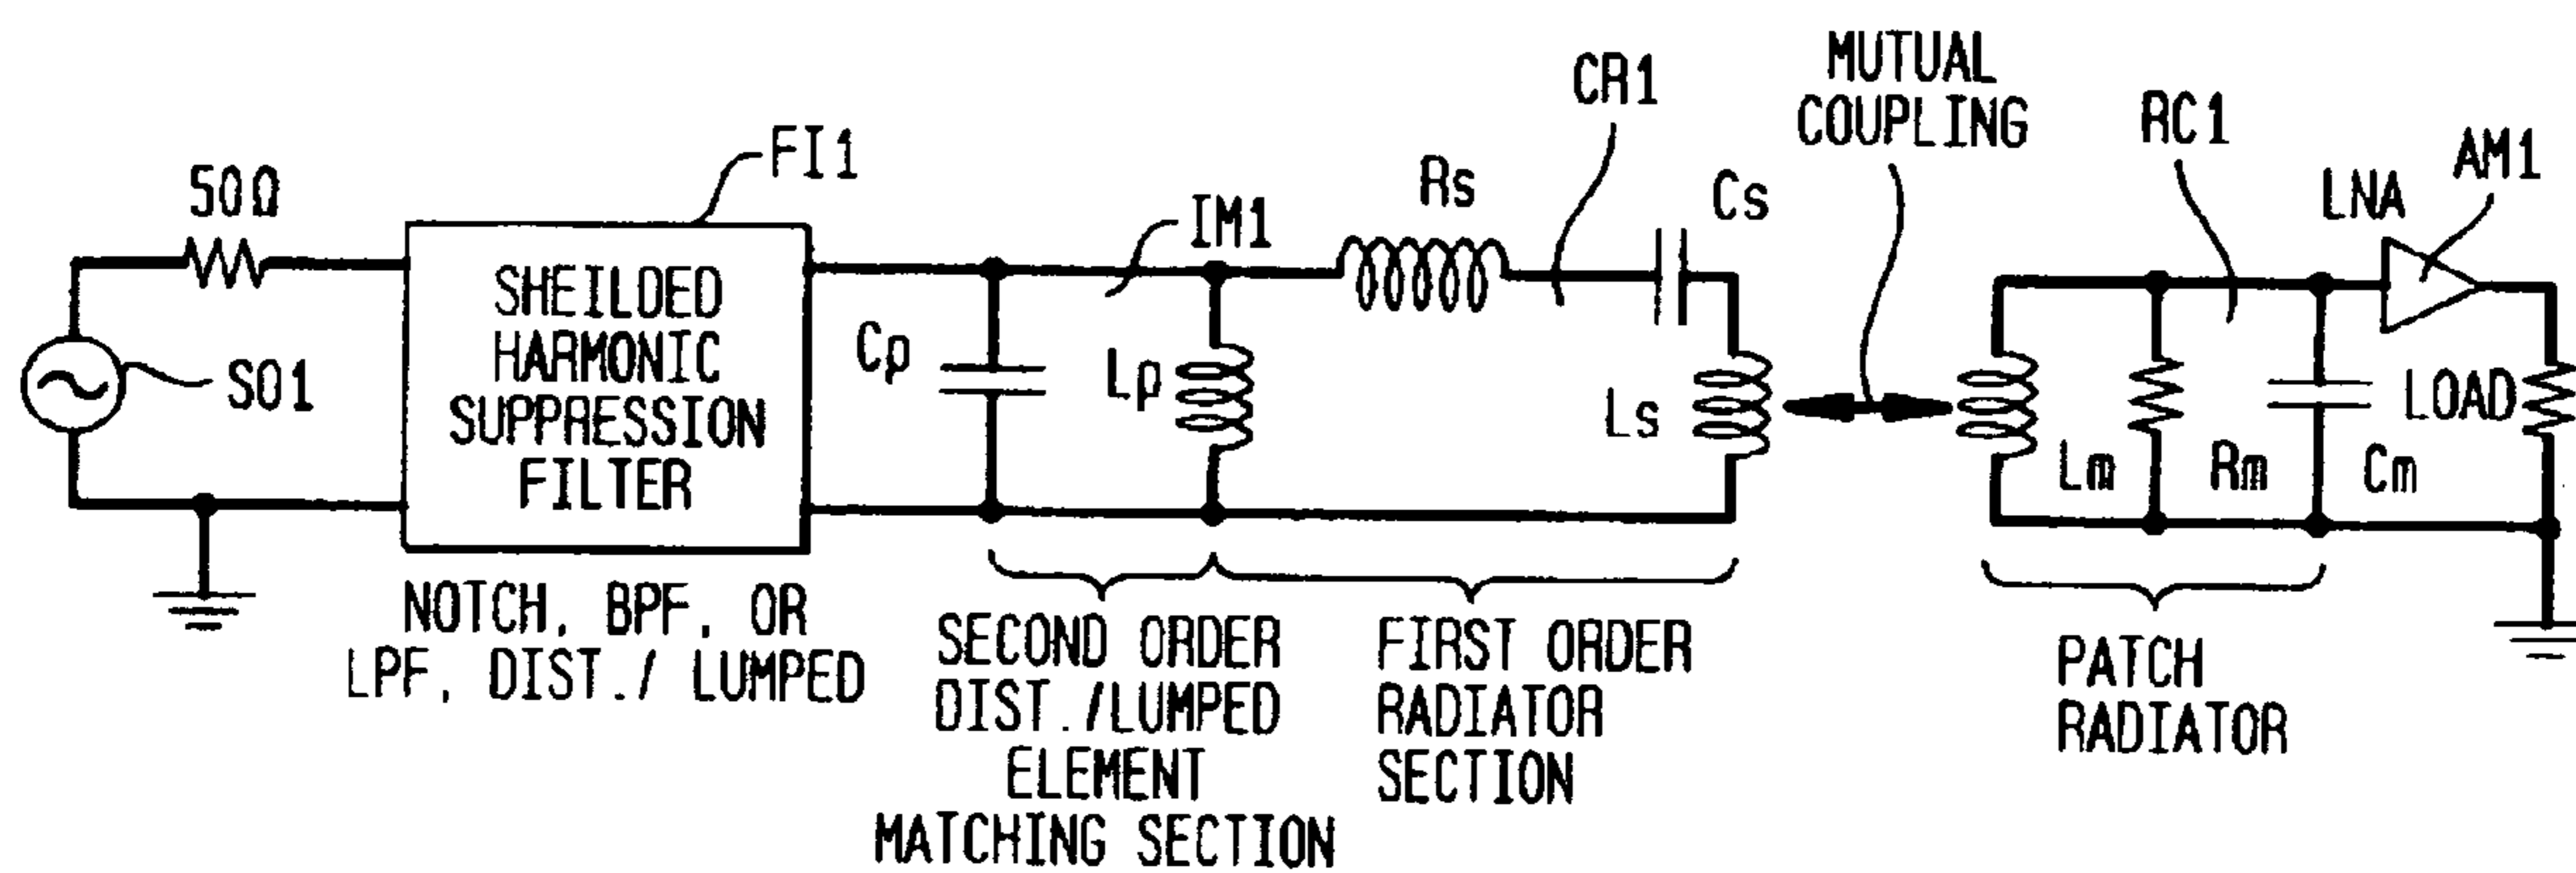 50Ω
FI1
SHEILDED
HARMONIC
SUPPRESSION
FILTER
S01
NOTCH, BPF, OR
LPF, DIST./ LUMPED
Cp
IM1
Lp
Rs
CR1
Cs
Ls
MUTUAL
COUPLING
RC1
LNA
AM1
Lm
Rm
Cm
LOAD
SECOND ORDER
DIST./LUMPED
ELEMENT
MATCHING SECTION
FIRST ORDER
RADIATOR
SECTION
PATCH
RADIATOR